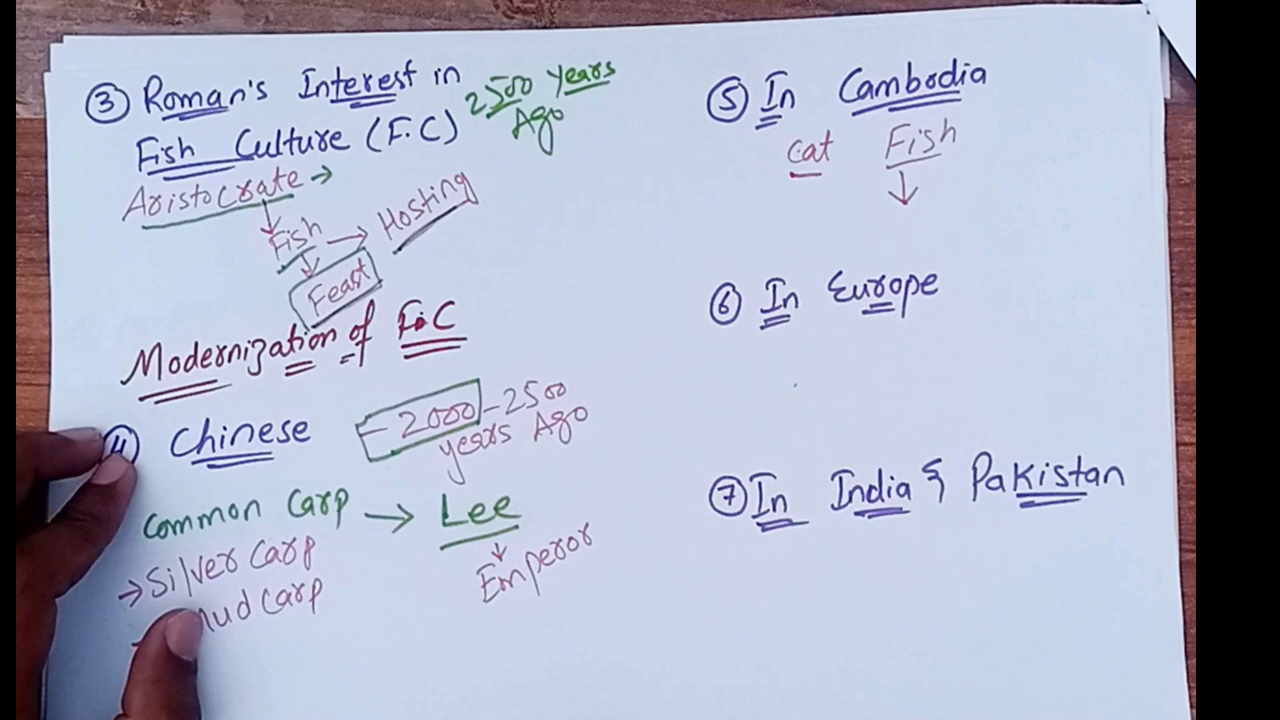 ③ Roman's Interest in
Fish Culture (F.C)
2500 years
Ago
Aristocrate →
Fish → Hosting
Feast
Modernization of F.C
④ Chinese
- 2000 - 2500
years Ago
Common Carp → Lee
Emperor
→ Silver Carp
mud Carp
⑤ In Cambodia
Cat Fish
⑥ In Europe
⑦ In India & Pakistan